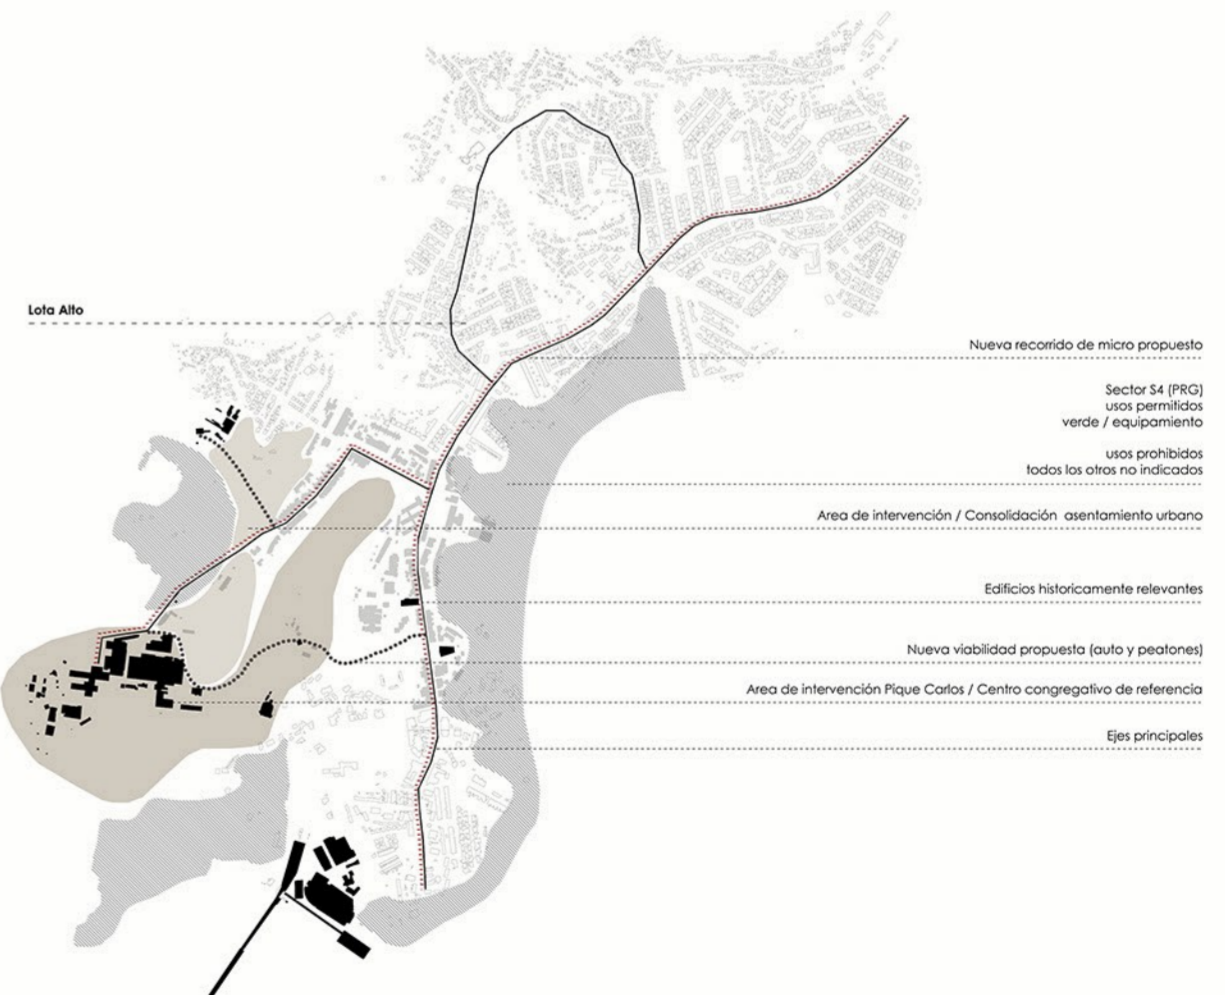 Lota Alto
Nueva recorrido de micro propuesto
Sector S4 (PRG)
usos permitidos
verde / equipamiento
usos prohibidos
todos los otros no indicados
Area de intervención / Consolidación asentamiento urbano
Edificios historicamente relevantes
Nueva viabilidad propuesta (auto y peatones)
Area de intervención Pique Carlos / Centro congregativo de referencia
Ejes principales